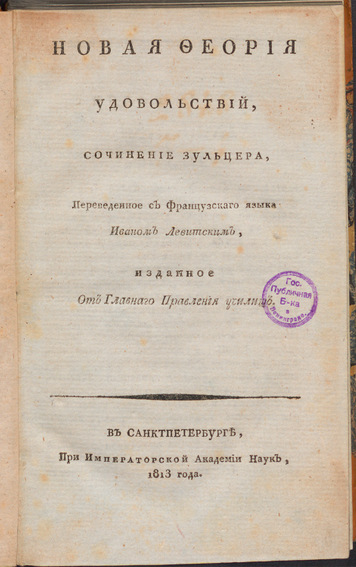 НОВАЯ ѲЕОРІЯ
УДОВОЛЬСТВІЙ,
СОЧИНЕНІЕ ЗУЛЬЦЕРА,
Переведенное съ Французскаго языка
Иваномъ Левитскимъ,
изданное
Отъ Главнаго Правленія училищъ.
Гос.
Публичная
Б-ка
в
Ленинграде.
ВЪ САНКТПЕТЕРБУРГѢ,
При ИМПЕРАТОРСКОЙ Академіи Наукъ,
1813 года.